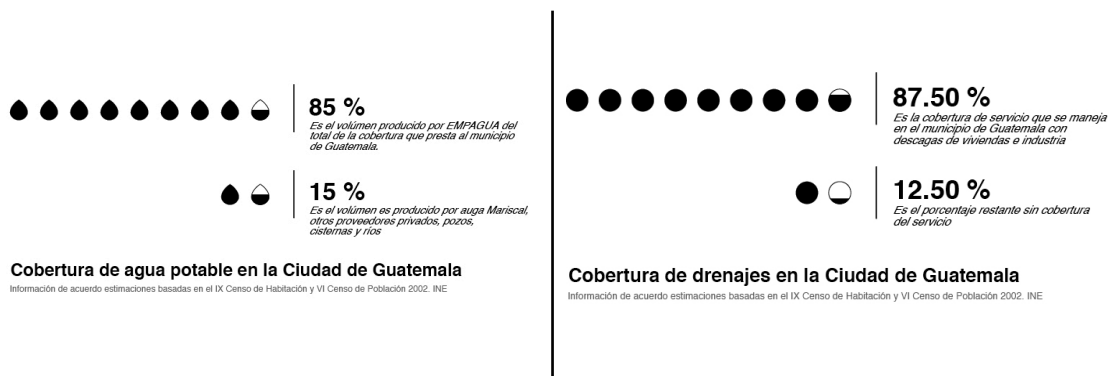 85 %
Es el volúmen producido por EMPAGUA del
total de la cobertura que presta al municipio
de Guatemala.
15 %
Es el volúmen es producido por auga Mariscal,
otros proveedores privados, pozos,
cisternas y ríos
Cobertura de agua potable en la Ciudad de Guatemala
Información de acuerdo estimaciones basadas en el IX Censo de Habitación y VI Censo de Población 2002. INE
87.50 %
Es la cobertura de servicio que se maneja
en el municipio de Guatemala con
descagas de viviendas e industria
12.50 %
Es el porcentaje restante sin cobertura
del servicio
Cobertura de drenajes en la Ciudad de Guatemala
Información de acuerdo estimaciones basadas en el IX Censo de Habitación y VI Censo de Población 2002. INE